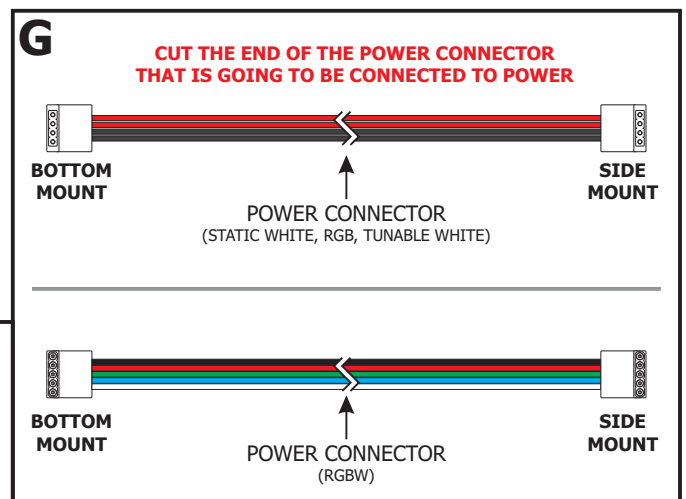 G
CUT THE END OF THE POWER CONNECTOR
THAT IS GOING TO BE CONNECTED TO POWER
BOTTOM
MOUNT
SIDE
MOUNT
POWER CONNECTOR
(STATIC WHITE, RGB, TUNABLE WHITE)
BOTTOM
MOUNT
SIDE
MOUNT
POWER CONNECTOR
(RGBW)